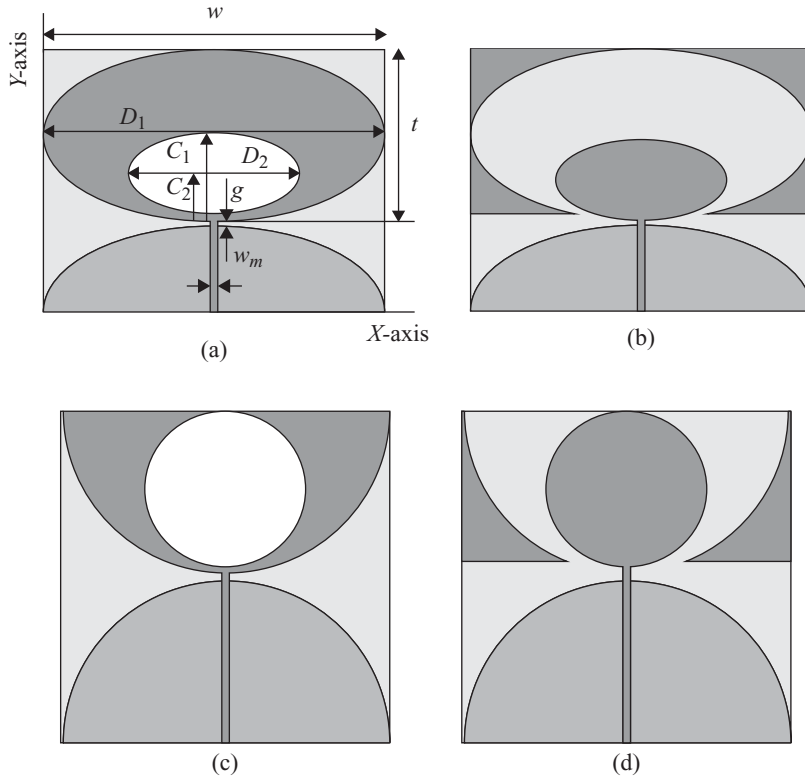 w
Y-axis
D₁
C₁
D₂
C₂
g
t
wₘ
X-axis
(a)
(b)
(c)
(d)